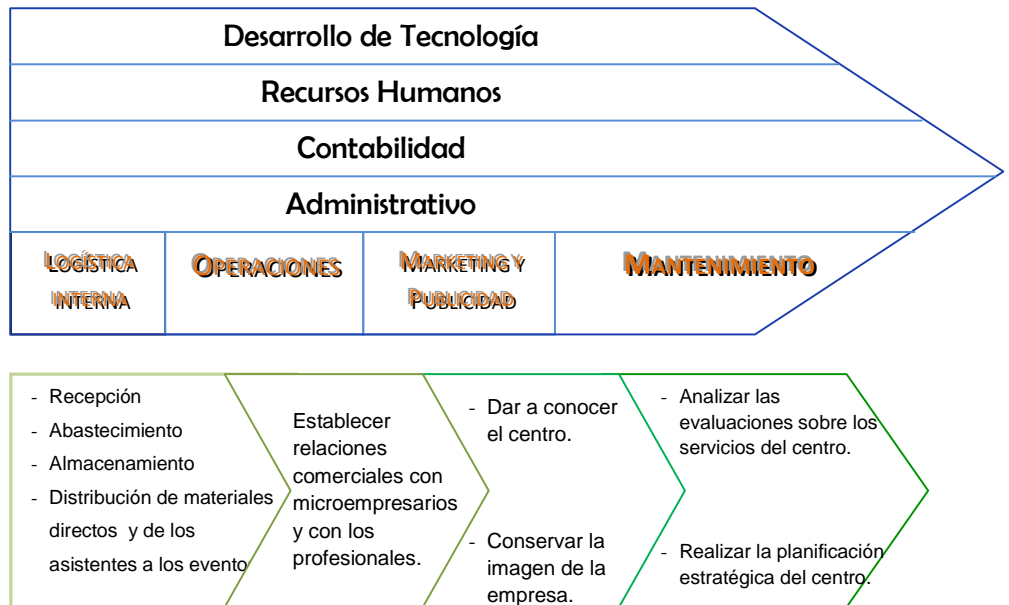 Desarrollo de Tecnología
Recursos Humanos
Contabilidad
Administrativo
LOGÍSTICA
INTERNA
OPERACIONES
MARKETING Y
PUBLICIDAD
MANTENIMIENTO
- Recepción
- Abastecimiento
- Almacenamiento
- Distribución de materiales
directos y de los
asistentes a los evento
Establecer
relaciones
comerciales con
microempresarios
y con los
profesionales.
- Dar a conocer
el centro.
- Conservar la
imagen de la
empresa.
- Analizar las
evaluaciones sobre los
servicios del centro.
- Realizar la planificación
estratégica del centro.